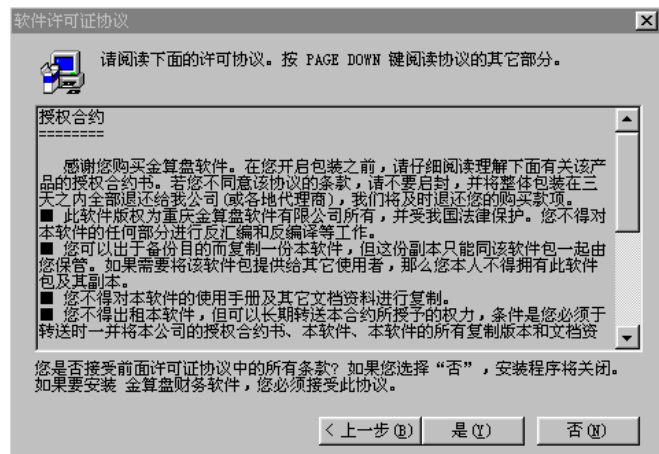 软件许可证协议
请阅读下面的许可协议。按 PAGE DOWN 键阅读协议的其它部分。
授权合约
========
感谢您购买金算盘软件。在您开启包装之前，请仔细阅读理解下面有关该产
品的授权合约书。若您不同意该协议的条款，请不要启封，并将整体包装在三
天之内全部退还给我公司(或各地代理商)，我们将及时退还您的购买款项。
■ 此软件版权为重庆金算盘软件有限公司所有，并受我国法律保护。您不得对
本软件的任何部分进行反汇编和反编译等工作。
■ 您可以出于备份目的而复制一份本软件，但这份副本只能同该软件包一起由
您保管。如果需要将该软件包提供给其它使用者，那么您本人不得拥有此软件
包及其副本。
■ 您不得对本软件的使用手册及其它文档资料进行复制。
■ 您不得出租本软件，但可以长期转送本合约所授予的权力，条件是您必须于
转送时一并将本公司的授权合约书、本软件、本软件的所有复制版本和文档资
您是否接受前面许可证协议中的所有条款？如果您选择“否”，安装程序将关闭。
如果要安装 金算盘财务软件，您必须接受此协议。
< 上一步(B) 是(Y) 否(N)